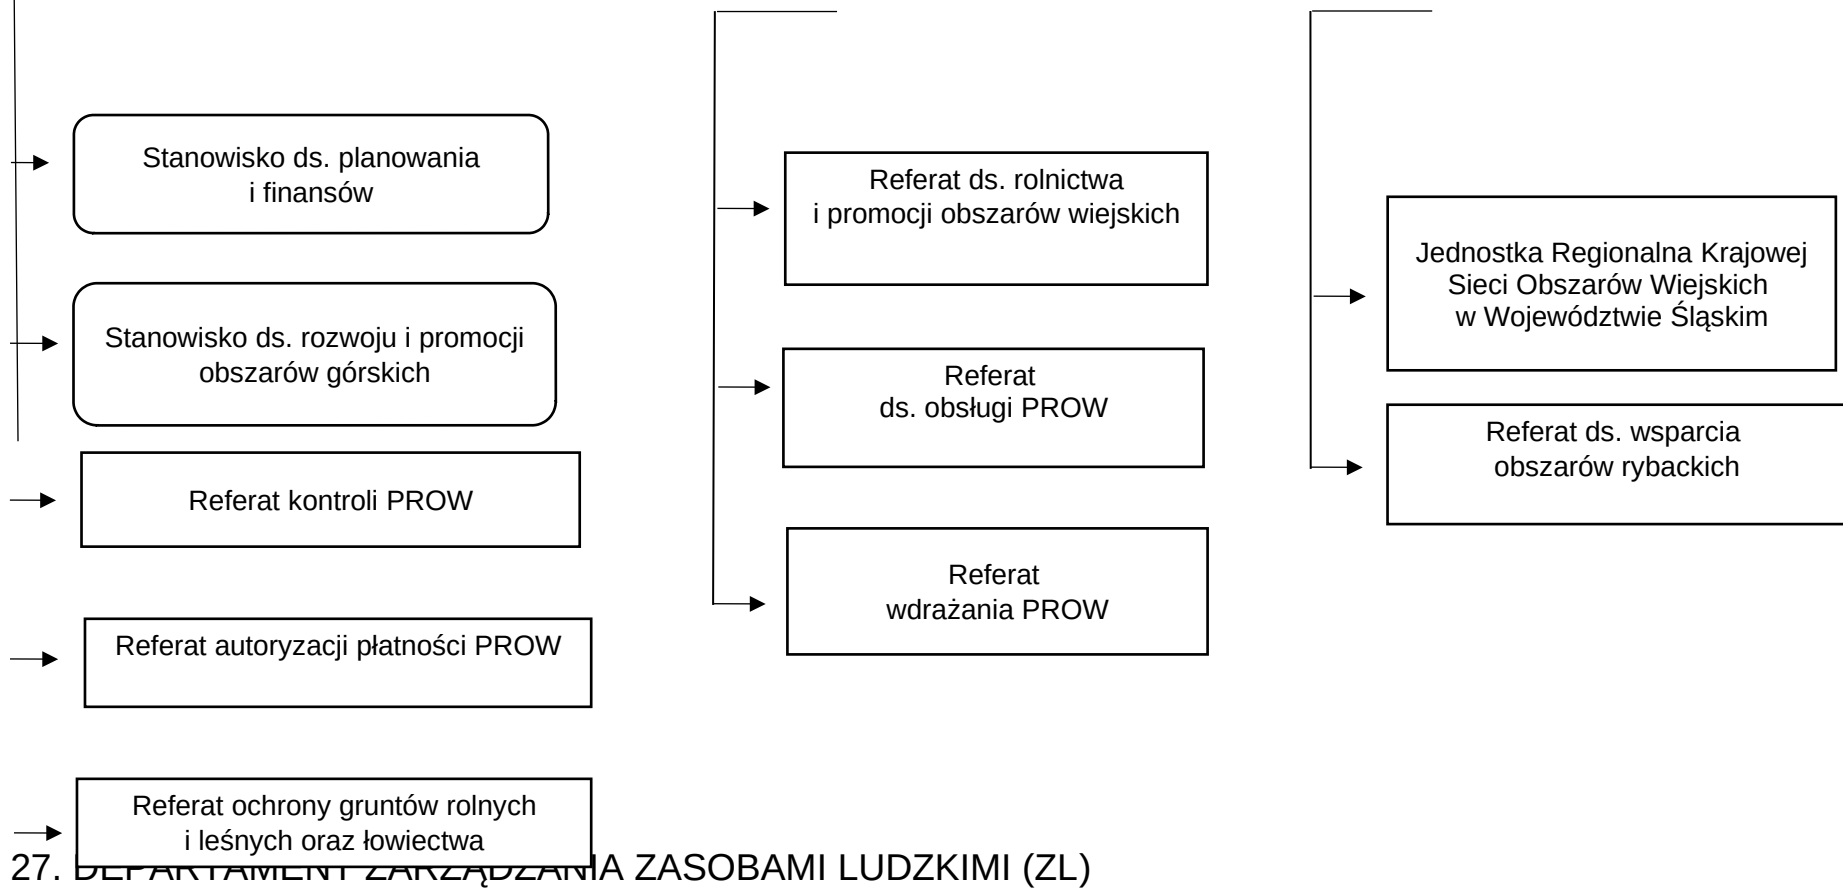 Stanowisko ds. planowania
i finansów
Stanowisko ds. rozwoju i promocji
obszarów górskich
Referat kontroli PROW
Referat autoryzacji płatności PROW
Referat ochrony gruntów rolnych
i leśnych oraz łowiectwa
Referat ds. rolnictwa
i promocji obszarów wiejskich
Referat
ds. obsługi PROW
Referat
wdrażania PROW
Jednostka Regionalna Krajowej
Sieci Obszarów Wiejskich
w Województwie Śląskim
Referat ds. wsparcia
obszarów rybackich
27. DEPARTAMENT ZARZĄDZANIA ZASOBAMI LUDZKIMI (ZL)